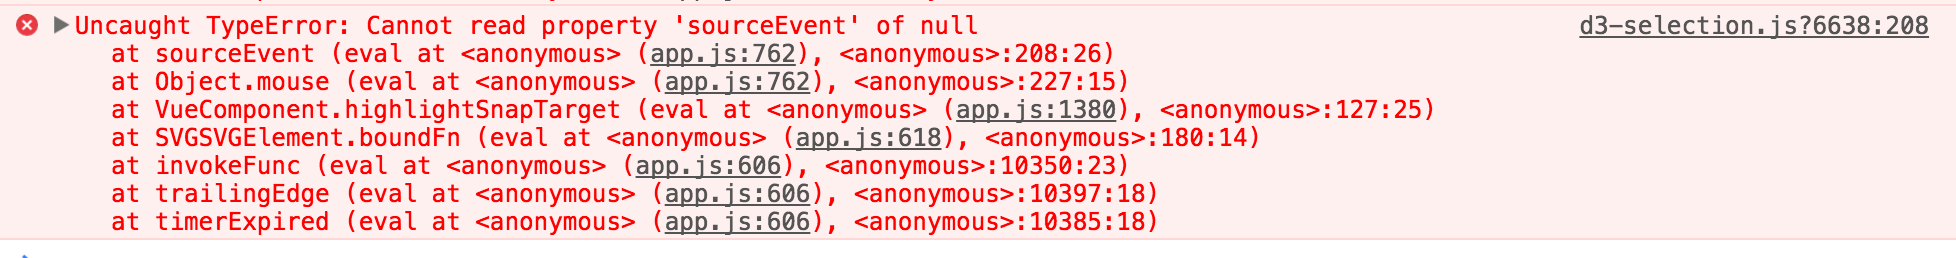 Uncaught TypeError: Cannot read property 'sourceEvent' of null d3-selection.js?6638:208
at sourceEvent (eval at <anonymous> (app.js:762), <anonymous>:208:26)
at Object.mouse (eval at <anonymous> (app.js:762), <anonymous>:227:15)
at VueComponent.highlightSnapTarget (eval at <anonymous> (app.js:1380), <anonymous>:127:25)
at SVGSVGElement.boundFn (eval at <anonymous> (app.js:618), <anonymous>:180:14)
at invokeFunc (eval at <anonymous> (app.js:606), <anonymous>:10350:23)
at trailingEdge (eval at <anonymous> (app.js:606), <anonymous>:10397:18)
at timerExpired (eval at <anonymous> (app.js:606), <anonymous>:10385:18)